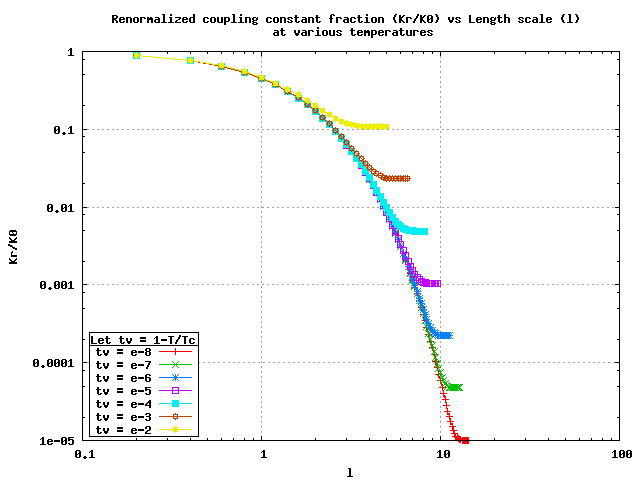 Renormalized coupling constant fraction (Kr/K0) vs Length scale (l)
at various temperatures
1
0.1
0.01
0.001
0.0001
1e-05
Kr/K0
Let tv = 1-T/Tc
tv = e-8
tv = e-7
tv = e-6
tv = e-5
tv = e-4
tv = e-3
tv = e-2
0.1 1 10 100
l